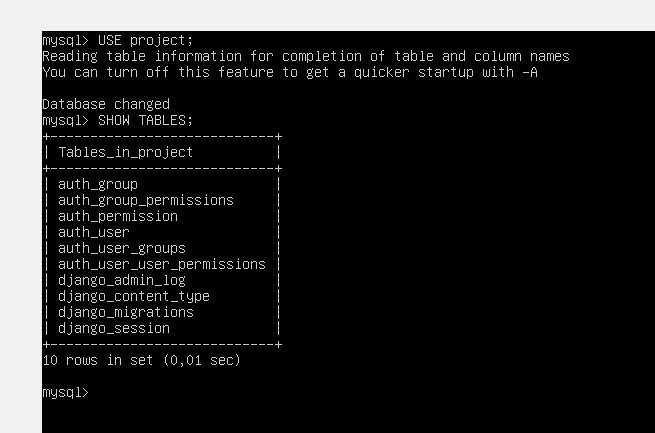 mysql> USE project;
Reading table information for completion of table and column names
You can turn off this feature to get a quicker startup with -A

Database changed
mysql> SHOW TABLES;
+----------------------------+
| Tables_in_project          |
+----------------------------+
| auth_group                 |
| auth_group_permissions     |
| auth_permission            |
| auth_user                  |
| auth_user_groups           |
| auth_user_user_permissions |
| django_admin_log           |
| django_content_type        |
| django_migrations          |
| django_session             |
+----------------------------+
10 rows in set (0,01 sec)

mysql>